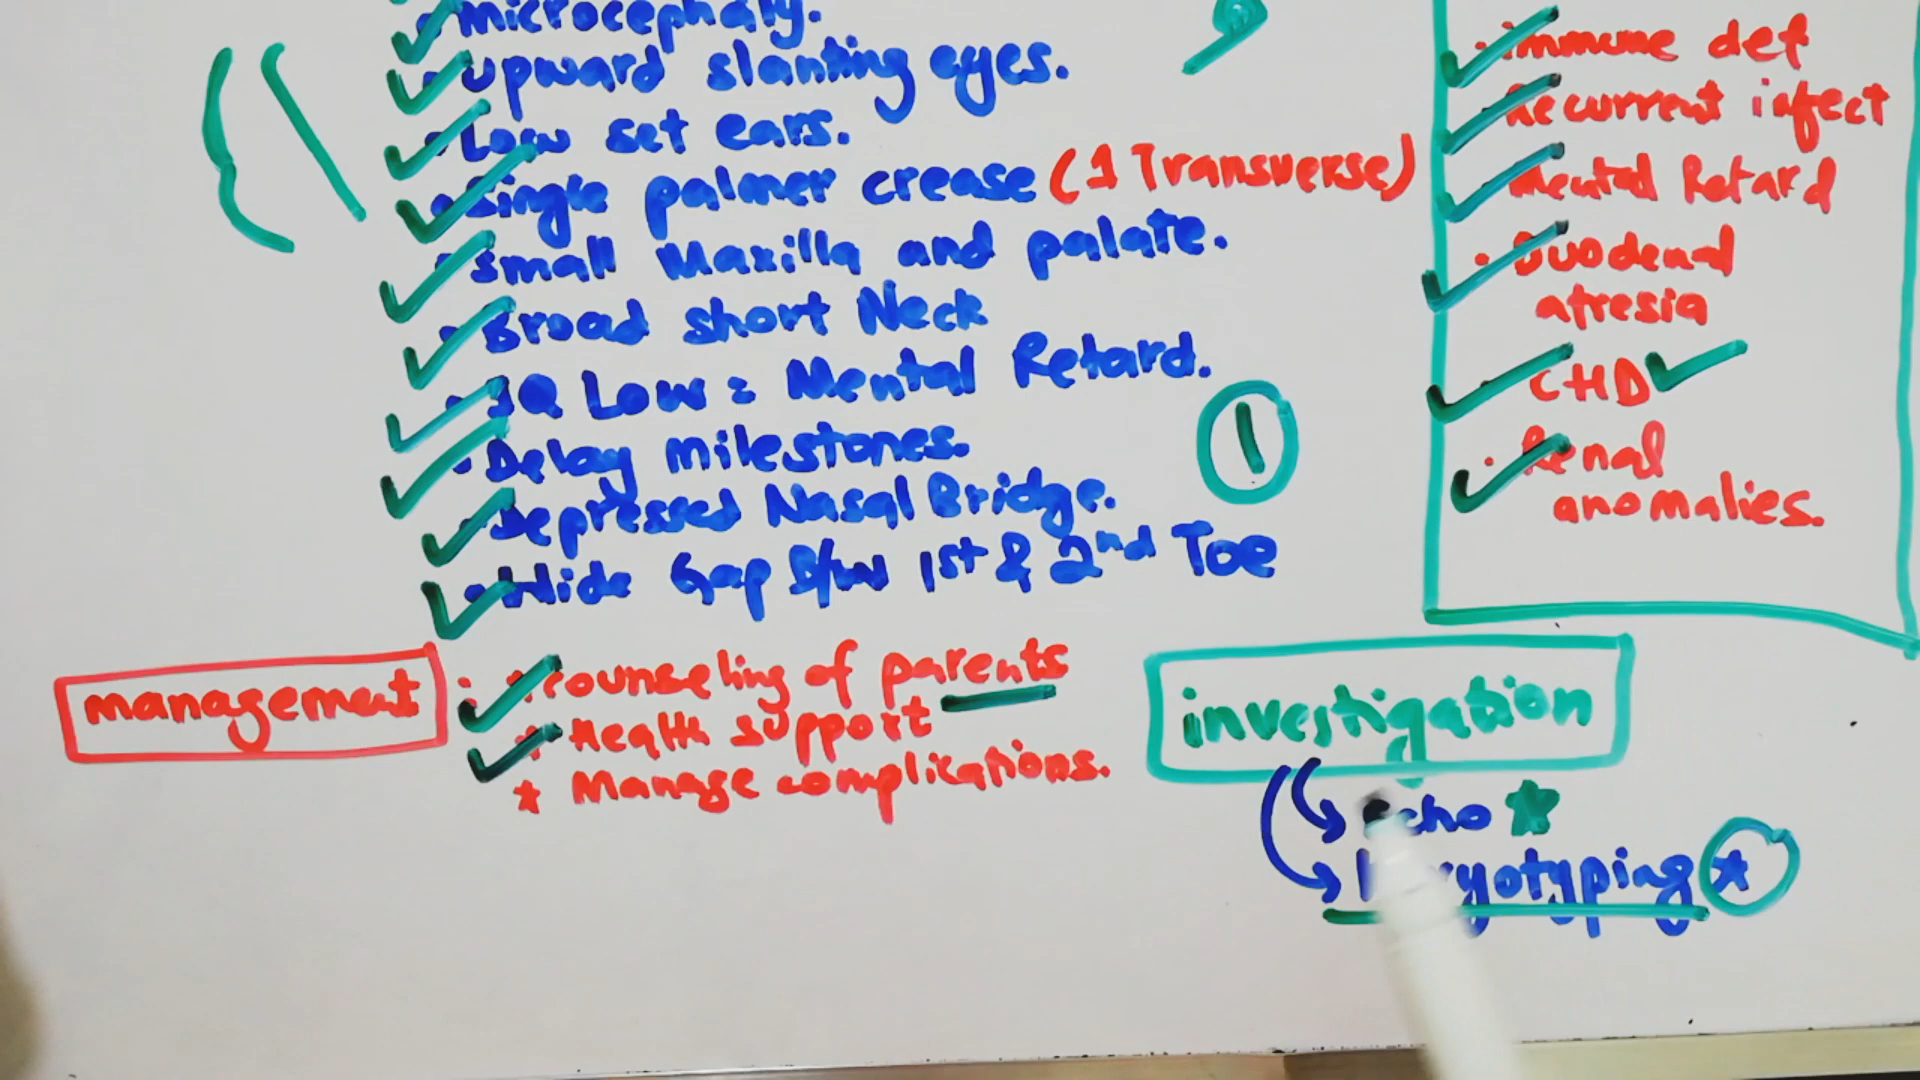 microcephaly.
upward slanting eyes.
Low set ears.
Single palmer crease (1 Transverse)
Small Maxilla and palate.
Broad short Neck
IQ Low = Mental Retard.
Delay milestones.
Depressed Nasal Bridge.
Wide Gap B/w 1st & 2nd Toe
immune def
Recurrent infect
Mental Retard
Duodenal
atresia
CHD
Renal
anomalies.
1
management
Counseling of parents
* Health support
* Manage complications.
investigation
Echo
Karyotyping